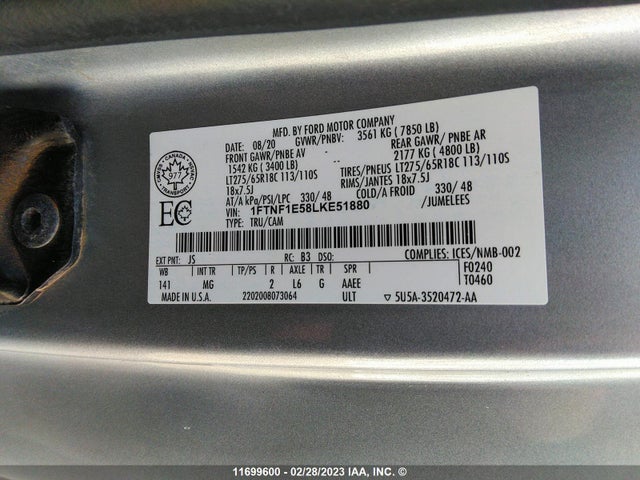 MFD. BY FORD MOTOR COMPANY
DATE: 08/20 GVWR/PNBV: 3561 KG ( 7850 LB)
FRONT GAWR/PNBE AV REAR GAWR/ PNBE AR
1542 KG ( 3400 LB) 2177 KG ( 4800 LB)
LT275/65R18C 113/110S TIRES/PNEUS LT275/65R18C 113/110S
18x7.5J RIMS/JANTES 18x7.5J
AT/A kPa/PSI/LPC 330/ 48 COLD/A FROID 330/ 48
VIN: 1FTNF1E58LKE51880 /JUMELEES
TYPE: TRU/CAM
CANADA
977
EC
EXT PNT: JS RC: B3 DSO: COMPLIES: ICES/NMB-002
WB INT TR TP/PS R AXLE TR SPR F0240
141 MG 2 L6 G AAEE T0460
MADE IN U.S.A. 2202008073064 ULT ▽ 5U5A-3520472-AA
11699600 - 02/28/2023 IAA, Inc. ©